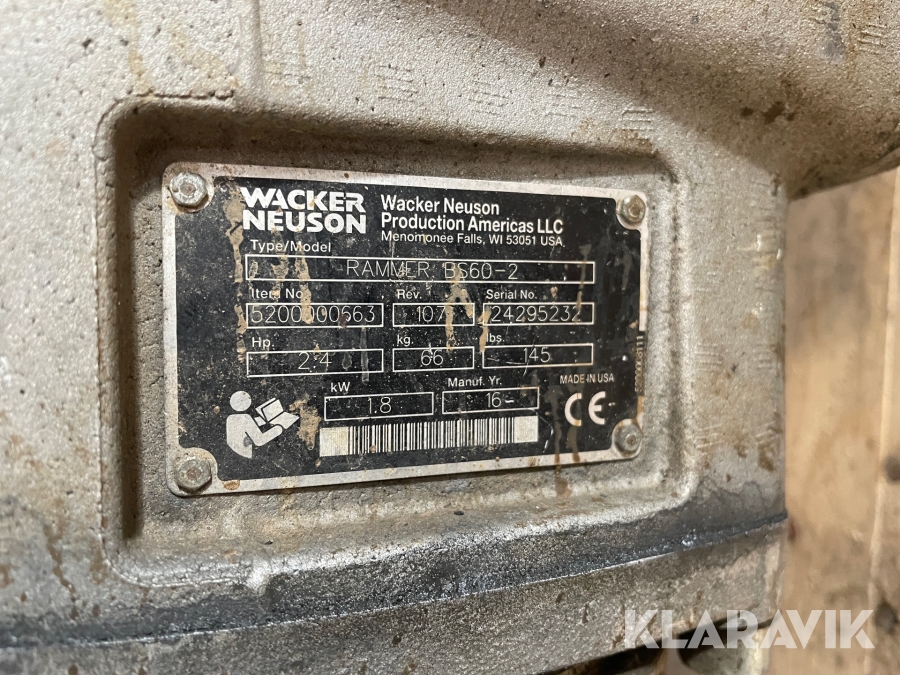 WACKER
NEUSON
Wacker Neuson
Production Americas LLC
Menomonee Falls, WI 53051 USA
Type/Model
RAMMER BS60-2
Item No. Rev. Serial No.
5200000663 107 24295232
Hp. kg. lbs.
2.4 66 145
kW Manuf. Yr. MADE IN USA
1.8 16- CE
KLARAVIK